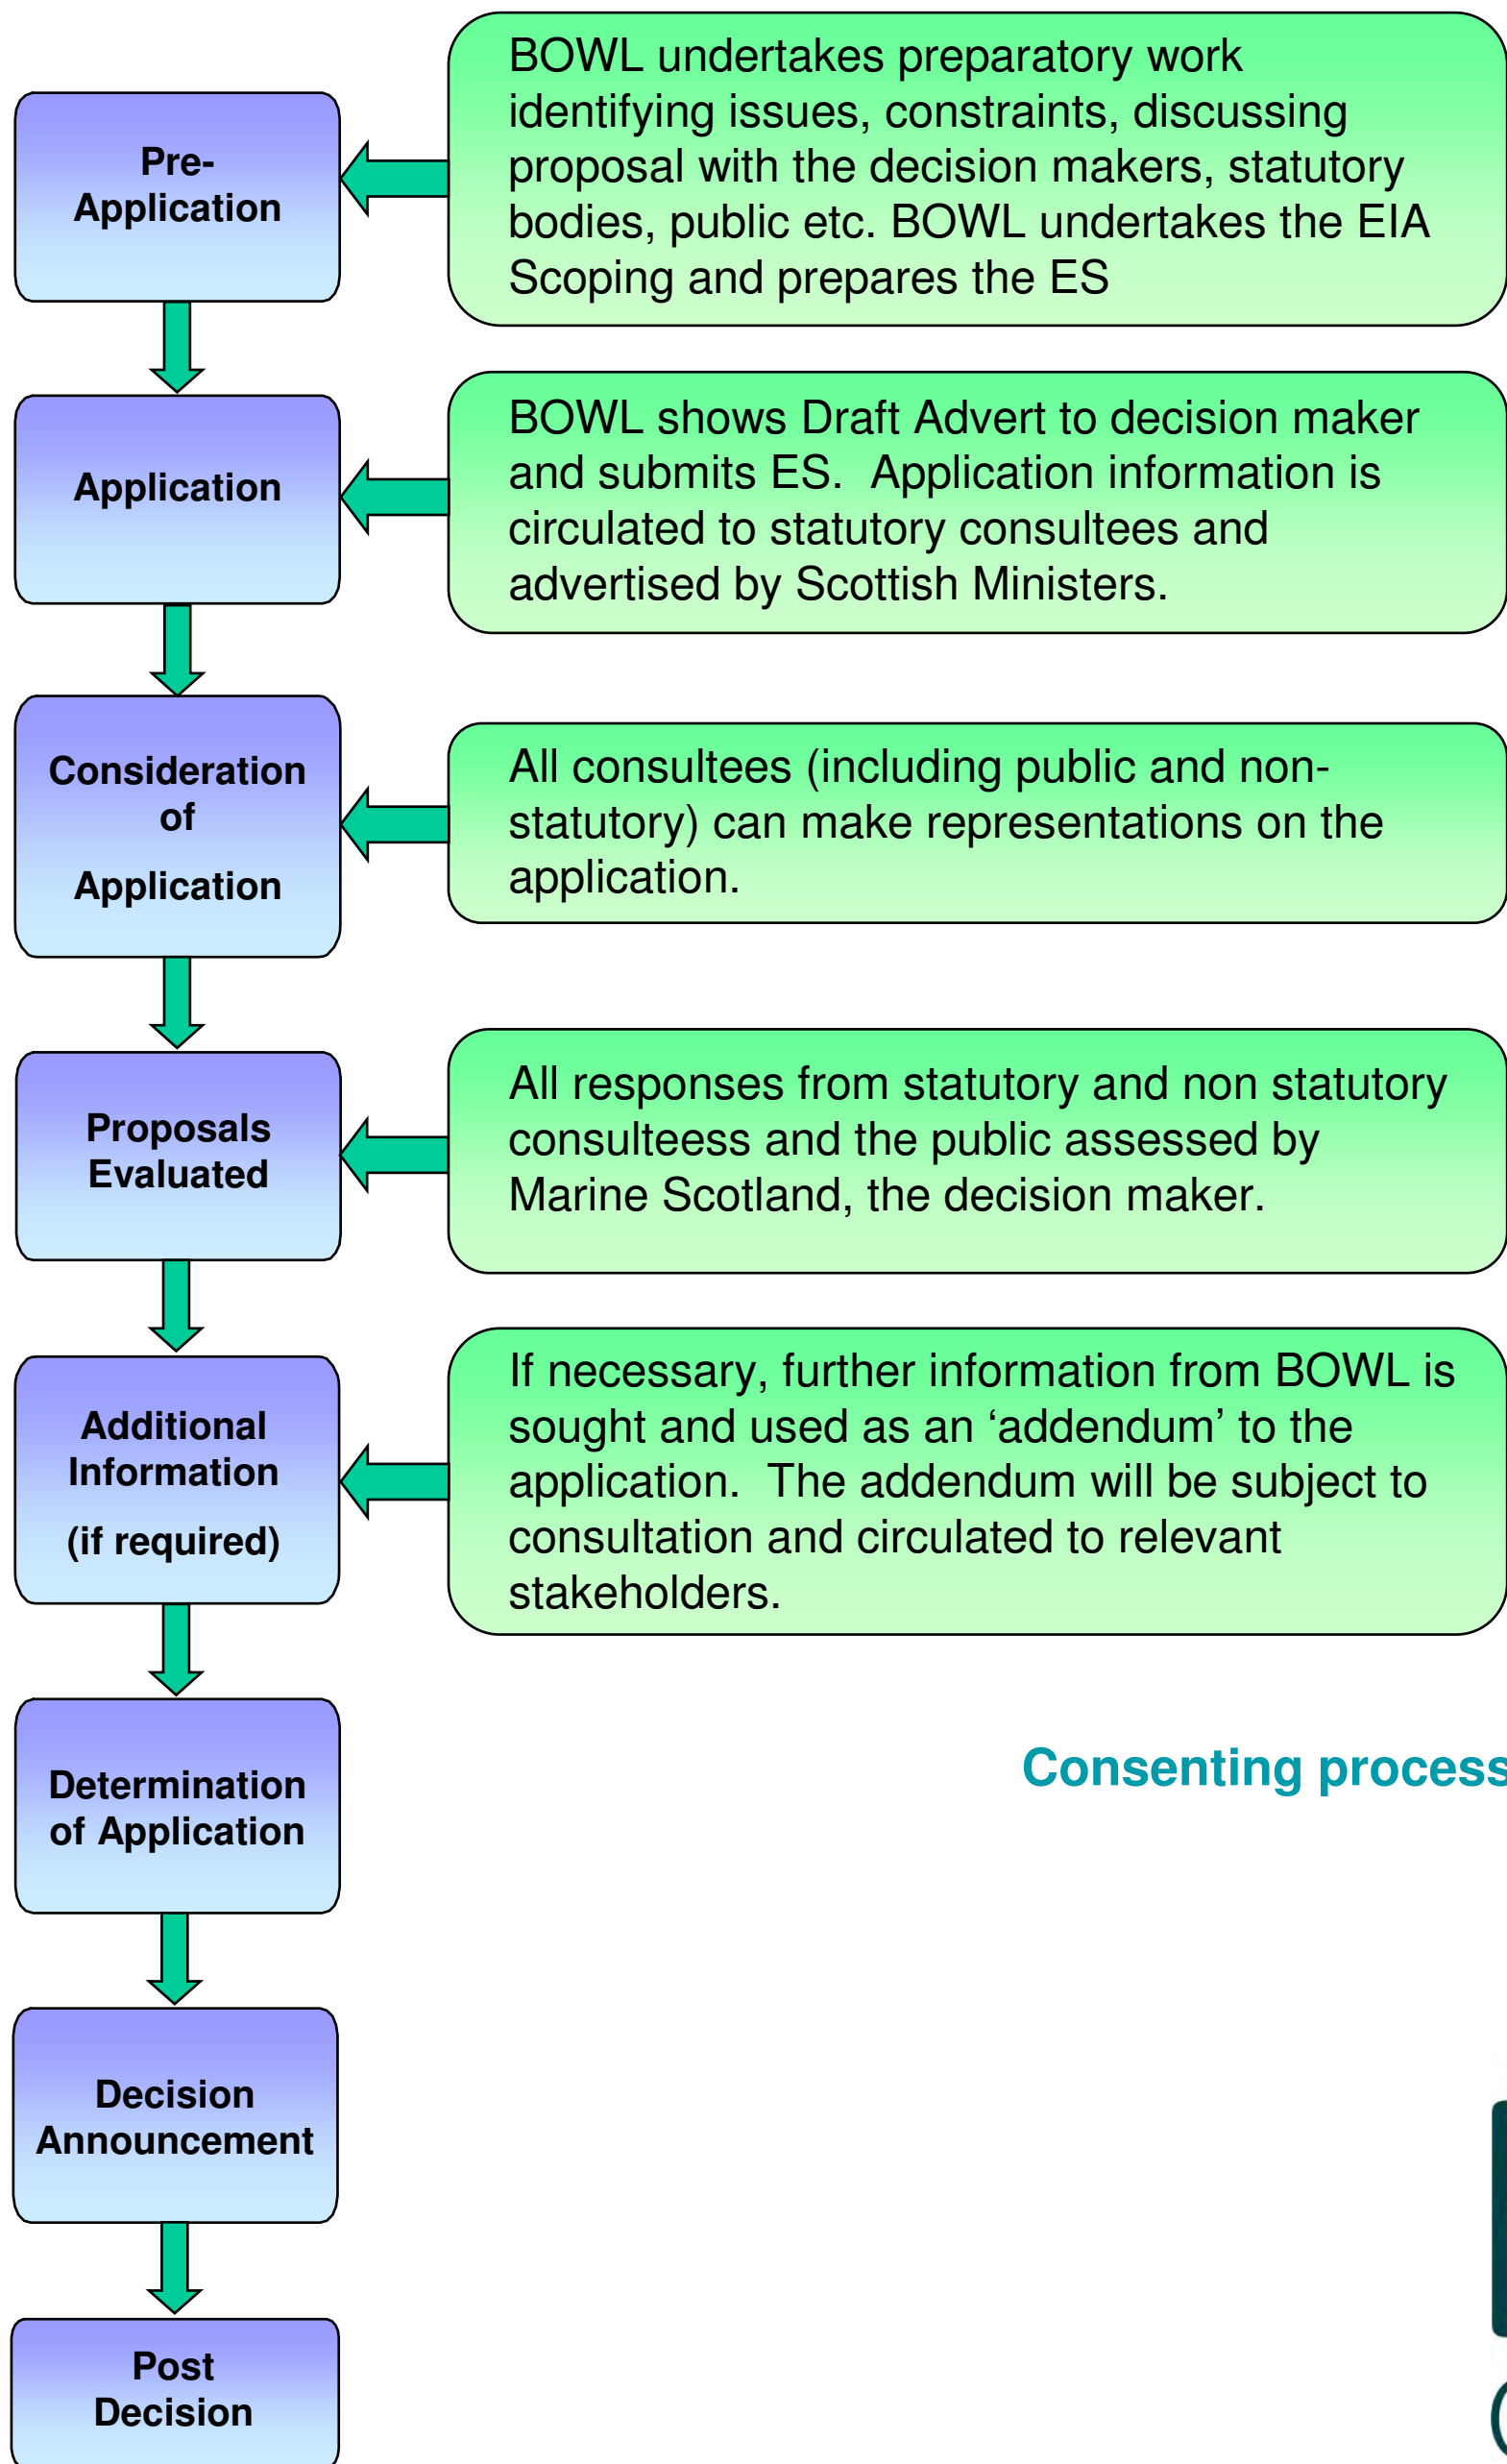 Pre-
Application
BOWL undertakes preparatory work
identifying issues, constraints, discussing
proposal with the decision makers, statutory
bodies, public etc. BOWL undertakes the EIA
Scoping and prepares the ES
Application
BOWL shows Draft Advert to decision maker
and submits ES.  Application information is
circulated to statutory consultees and
advertised by Scottish Ministers.
Consideration
of
Application
All consultees (including public and non-
statutory) can make representations on the
application.
Proposals
Evaluated
All responses from statutory and non statutory
consulteess and the public assessed by
Marine Scotland, the decision maker.
Additional
Information
(if required)
If necessary, further information from BOWL is
sought and used as an ‘addendum’ to the
application.  The addendum will be subject to
consultation and circulated to relevant
stakeholders.
Determination
of Application
Consenting process
Decision
Announcement
Post
Decision